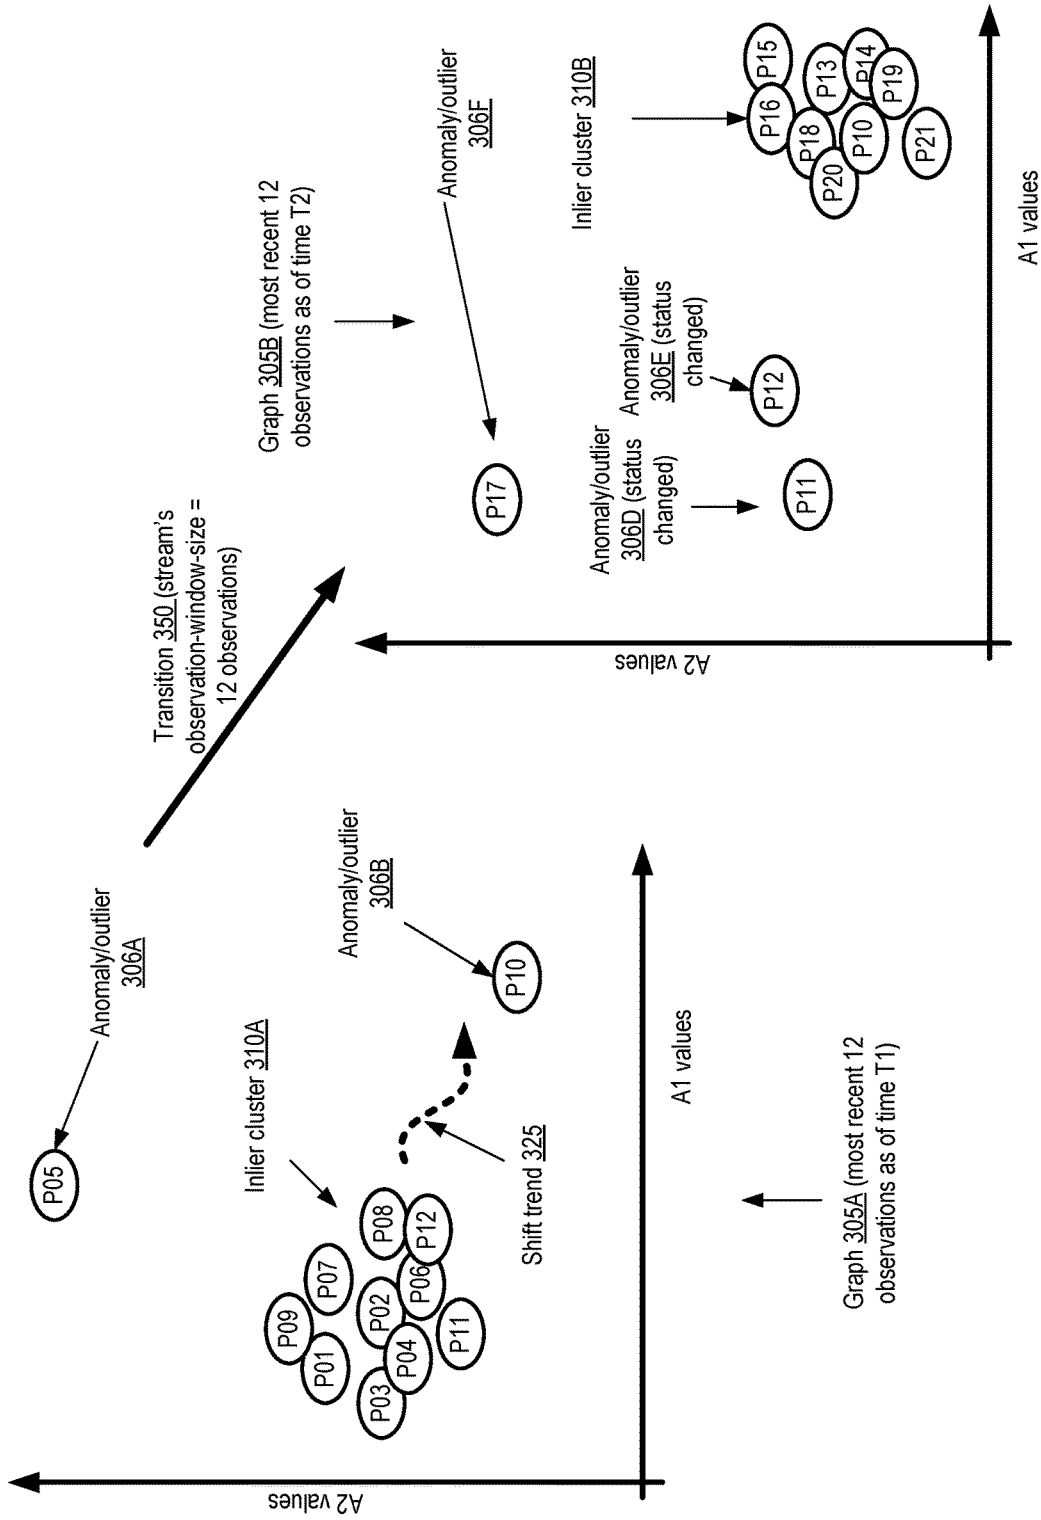 Anomaly/outlier
306A
P05
Transition 350 (stream's
observation-window-size =
12 observations)
Inlier cluster 310A
Anomaly/outlier
306B
P10
P09
P07
P01
P08
P02
P12
P03
P04
P06
P11
Shift trend 325
A2 values
A1 values
Graph 305A (most recent 12
observations as of time T1)
Graph 305B (most recent 12
observations as of time T2)
Anomaly/outlier
306F
P17
Anomaly/outlier
306D (status
changed)
Anomaly/outlier
306E (status
changed)
Inlier cluster 310B
P11
P12
P16
P15
P18
P13
P20
P10
P14
P19
P21
A2 values
A1 values